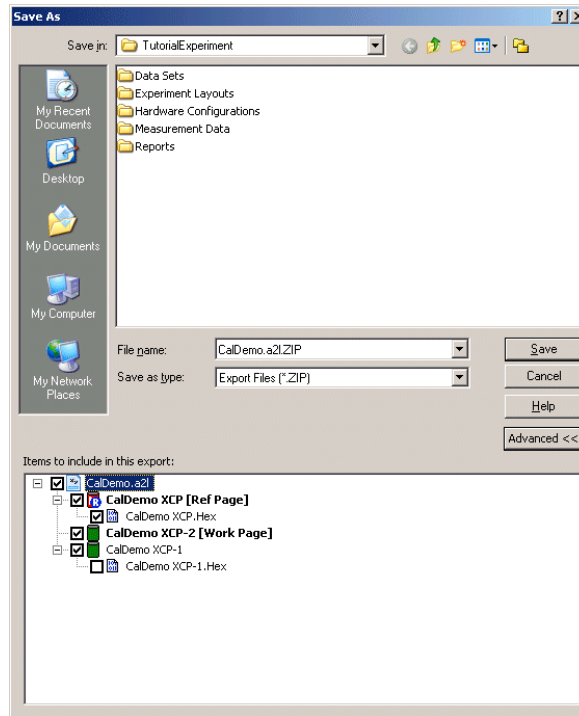 Save As
Save in:
TutorialExperiment
My Recent
Documents
Desktop
My Documents
My Computer
My Network
Places
Data Sets
Experiment Layouts
Hardware Configurations
Measurement Data
Reports
File name:
CalDemo.a2l.ZIP
Save
Save as type:
Export Files (*.ZIP)
Cancel
Help
Advanced <<
Items to include in this export:
CalDemo.a2l
CalDemo XCP [Ref Page]
CalDemo XCP.Hex
CalDemo XCP-2 [Work Page]
CalDemo XCP-1
CalDemo XCP-1.Hex